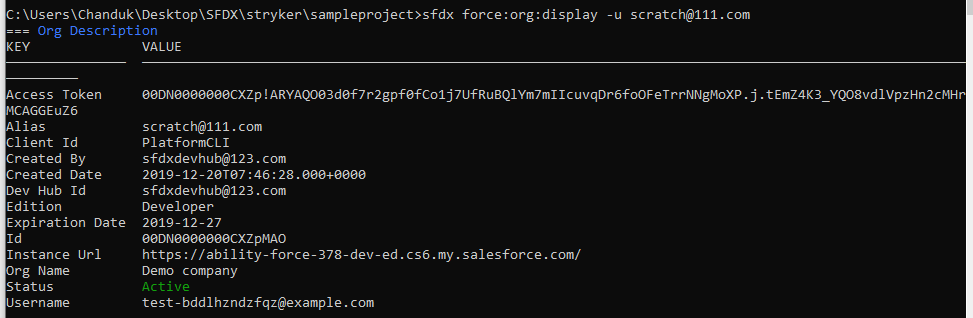 C:\Users\Chanduk\Desktop\SFDX\stryker\sampleproject>sfdx force:org:display -u scratch@111.com
=== Org Description
KEY VALUE
Access Token 00DN0000000CXZp!ARYAQO03d0f7r2gpf0fCo1j7UfRuBQlYm7mIIcuvqDr6foOFeTrrNNgMoXP.j.tEmZ4K3_YQO8vdlVpzHn2cMHr
MCAGGEuZ6
Alias scratch@111.com
Client Id PlatformCLI
Created By sfdxdevhub@123.com
Created Date 2019-12-20T07:46:28.000+0000
Dev Hub Id sfdxdevhub@123.com
Edition Developer
Expiration Date 2019-12-27
Id 00DN0000000CXZpMAO
Instance Url https://ability-force-378-dev-ed.cs6.my.salesforce.com/
Org Name Demo company
Status Active
Username test-bddlhzndzfqz@example.com